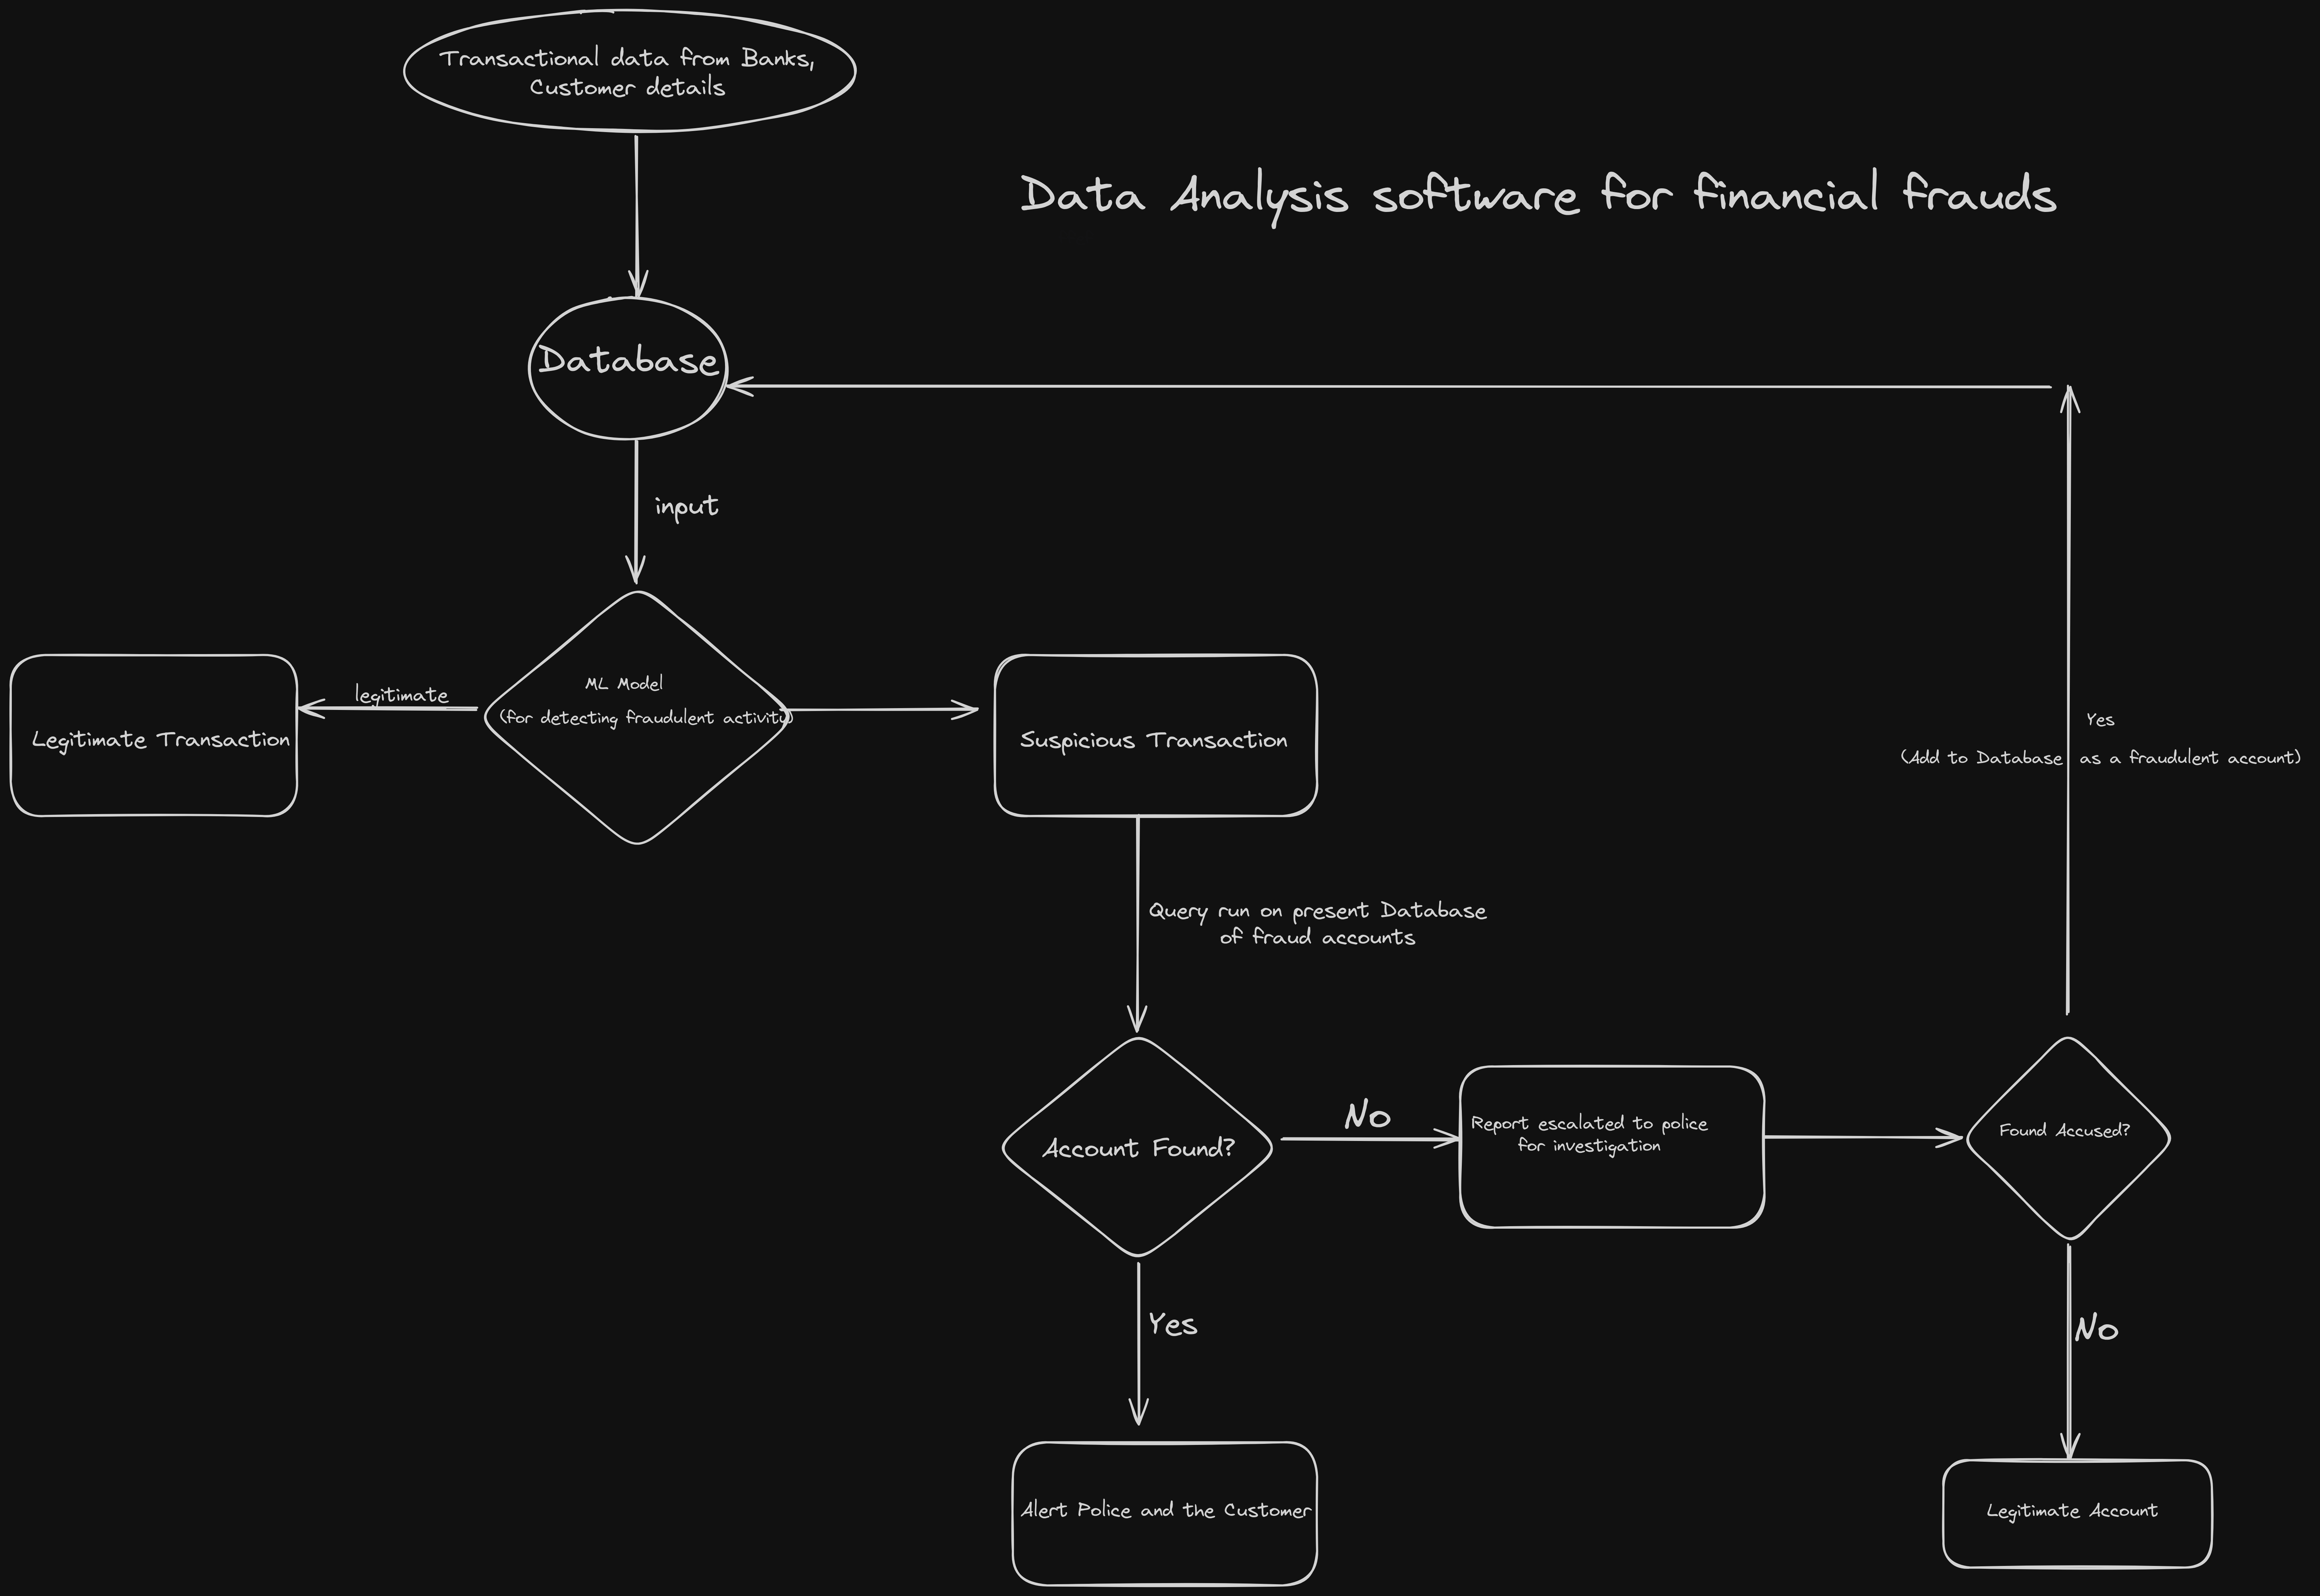 Transactional data from Banks,
Customer details
Data Analysis software for financial frauds
Database
input
ML Model
(for detecting fraudulent activity)
legitimate
Legitimate Transaction
Suspicious Transaction
Yes
(Add to Database as a fraudulent account)
Query run on present Database
of fraud accounts
Account Found?
No
Report escalated to police
for investigation
Found Accused?
Yes
No
Alert Police and the Customer
Legitimate Account